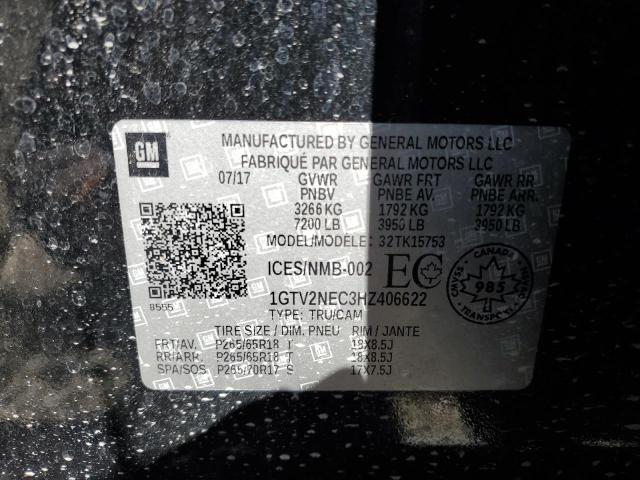 GM
MANUFACTURED BY GENERAL MOTORS LLC
FABRIQUÉ PAR GENERAL MOTORS LLC
07/17 GVWR GAWR FRT GAWR RR
PNBV PNBE AV. PNBE ARR.
3266 KG 1792 KG 1792 KG
7200 LB 3950 LB 3950 LB
MODEL/MODÈLE: 32TK15753
ICES/NMB-002 EC
CANADA
CMVSS 985 NSVAC
TRANSPORT
8555 1GTV2NEC3HZ406622
TYPE: TRU/CAM
TIRE SIZE / DIM. PNEU RIM / JANTE
FRT/AV. P265/65R18 T 18X8.5J
RR/ARR. P265/65R18 T 18X8.5J
SPA/SOS. P265/70R17 S 17X7.5J